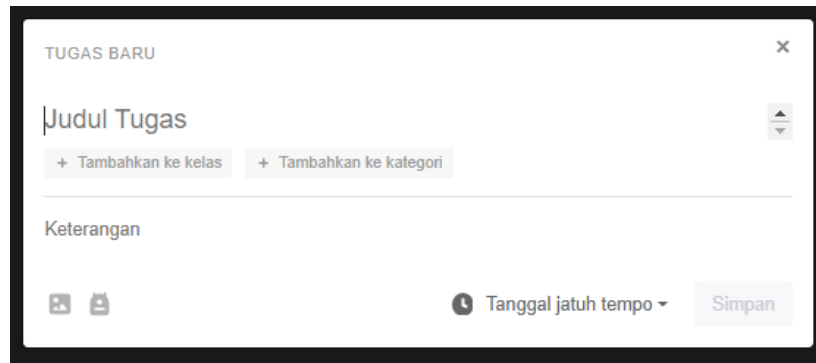 TUGAS BARU
Judul Tugas
+ Tambahkan ke kelas + Tambahkan ke kategori
Keterangan
Tanggal jatuh tempo Simpan